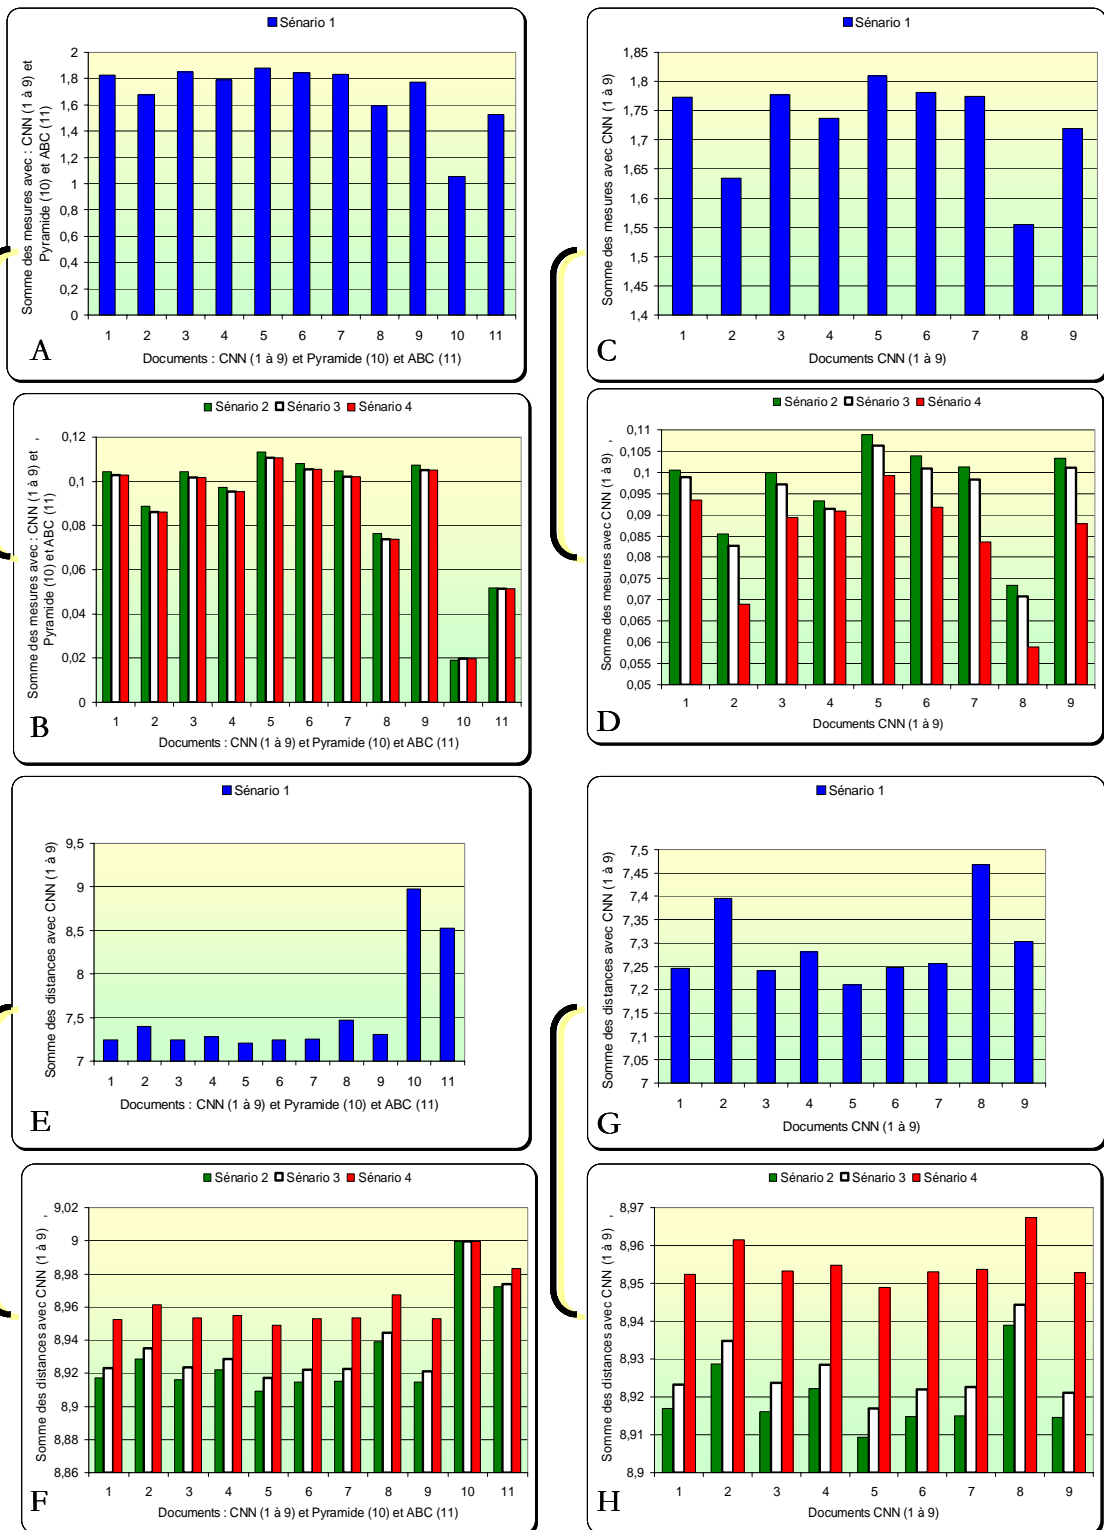 Sénario 1
Somme des mesures avec : CNN (1 à 9) et
Pyramide (10) et ABC (11)
2
1,8
1,6
1,4
1,2
1
0,8
0,6
0,4
0,2
0
1 2 3 4 5 6 7 8 9 10 11
Documents : CNN (1 à 9) et Pyramide (10) et ABC (11)
A
Sénario 1
Somme des mesures avec CNN (1 à 9)
1,85
1,8
1,75
1,7
1,65
1,6
1,55
1,5
1,45
1,4
1 2 3 4 5 6 7 8 9
Documents CNN (1 à 9)
C
Sénario 2 Sénario 3 Sénario 4
Somme des mesures avec : CNN (1 à 9) et ,
Pyramide (10) et ABC (11)
0,12
0,1
0,08
0,06
0,04
0,02
0
1 2 3 4 5 6 7 8 9 10 11
Documents : CNN (1 à 9) et Pyramide (10) et ABC (11)
B
Sénario 2 Sénario 3 Sénario 4
Somme des mesures avec CNN (1 à 9) ,
0,11
0,105
0,1
0,095
0,09
0,085
0,08
0,075
0,07
0,065
0,06
0,055
0,05
1 2 3 4 5 6 7 8 9
Documents CNN (1 à 9)
D
Sénario 1
Somme des distances avec CNN (1 à 9)
9,5
9
8,5
8
7,5
7
1 2 3 4 5 6 7 8 9 10 11
Documents : CNN (1 à 9) et Pyramide (10) et ABC (11)
E
Sénario 1
Somme des distances avec CNN (1 à 9)
7,5
7,45
7,4
7,35
7,3
7,25
7,2
7,15
7,1
7,05
7
1 2 3 4 5 6 7 8 9
Documents CNN (1 à 9)
G
Sénario 2 Sénario 3 Sénario 4
Somme des distances avec CNN (1 à 9) ,
9,02
9
8,98
8,96
8,94
8,92
8,9
8,88
8,86
1 2 3 4 5 6 7 8 9 10 11
Documents : CNN (1 à 9) et Pyramide (10) et ABC (11)
F
Sénario 2 Sénario 3 Sénario 4
Somme des distances avec CNN (1 à 9) ,
8,97
8,96
8,95
8,94
8,93
8,92
8,91
8,9
1 2 3 4 5 6 7 8 9
Documents CNN (1 à 9)
H